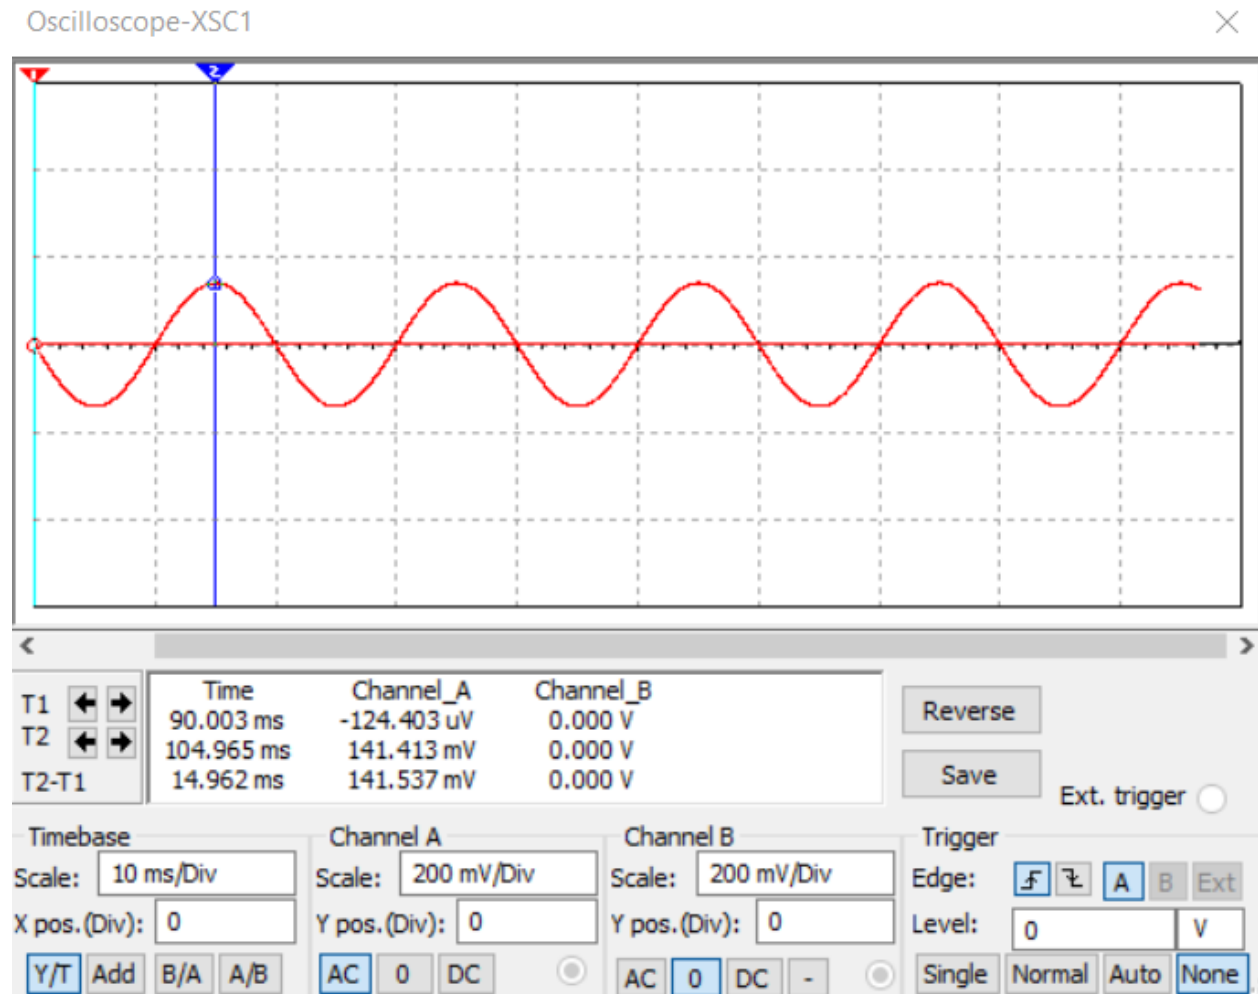 Oscilloscope-XSC1
1
2
Time Channel_A Channel_B
T1 90.003 ms -124.403 uV 0.000 V
T2 104.965 ms 141.413 mV 0.000 V
T2-T1 14.962 ms 141.537 mV 0.000 V
Reverse
Save
Ext. trigger
Timebase Channel A Channel B Trigger
Scale: 10 ms/Div Scale: 200 mV/Div Scale: 200 mV/Div Edge: A B Ext
X pos.(Div): 0 Y pos.(Div): 0 Y pos.(Div): 0 Level: 0 V
Y/T Add B/A A/B AC 0 DC AC 0 DC - Single Normal Auto None